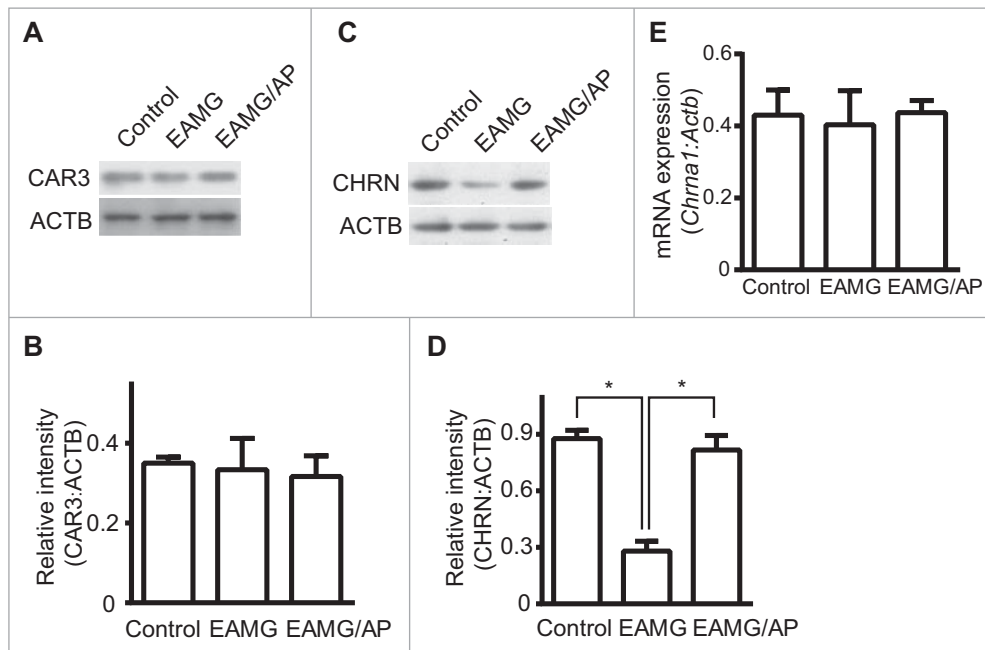 A
Control
EAMG
EAMG/AP
CAR3
ACTB
C
Control
EAMG
EAMG/AP
CHRN
ACTB
E
mRNA expression
(Chrna1:Actb)
0.6
0.4
0.2
0
Control EAMG EAMG/AP
B
Relative intensity
(CAR3:ACTB)
0.4
0.2
0
Control EAMG EAMG/AP
D
Relative intensity
(CHRN:ACTB)
* *
0.9
0.6
0.3
0
Control EAMG EAMG/AP